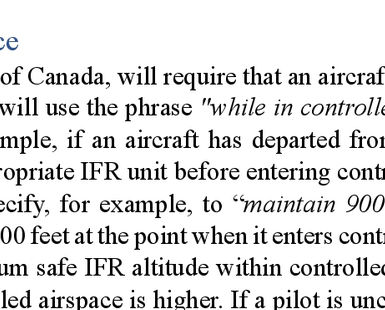 ce
of Canada, will require that an aircraf
will use the phrase "while in controlle
mple, if an aircraft has departed from
ropriate IFR unit before entering contr
ecify, for example, to “maintain 900
00 feet at the point when it enters contr
um safe IFR altitude within controlled
led airspace is higher. If a pilot is unc